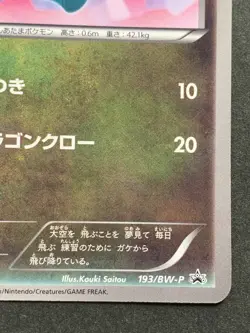 しあたまポケモン 高さ：0.6m 重さ：42.1kg
つき 10
ラゴンクロー 20
大空を 飛ぶことを 夢見て 毎日
飛ぶ 練習のために ガケから
飛び降りている。
Illus.Kouki Saitou 193/BW-P
/Nintendo/Creatures/GAME FREAK.